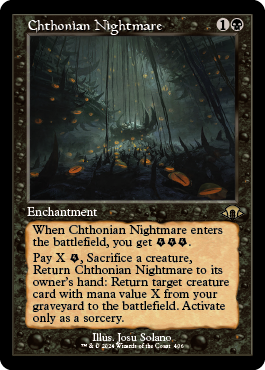 Chthonian Nightmare 1
Enchantment
When Chthonian Nightmare enters
the battlefield, you get
Pay X , Sacrifice a creature,
Return Chthonian Nightmare to its
owner's hand: Return target creature
card with mana value X from your
graveyard to the battlefield. Activate
only as a sorcery.
Illus. Josu Solano
™ & © 2024 Wizards of the Coast 406